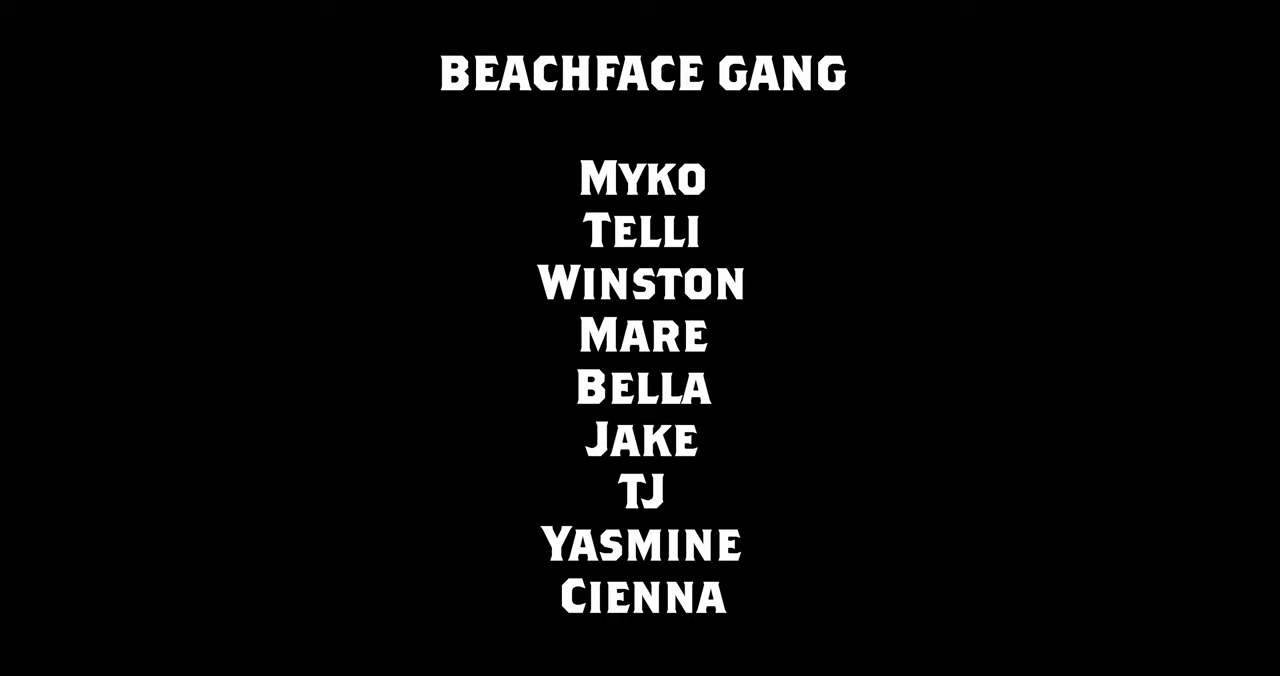 BEACHFACE GANG
MYKO
TELLI
WINSTON
MARE
BELLA
JAKE
TJ
YASMINE
CIENNA